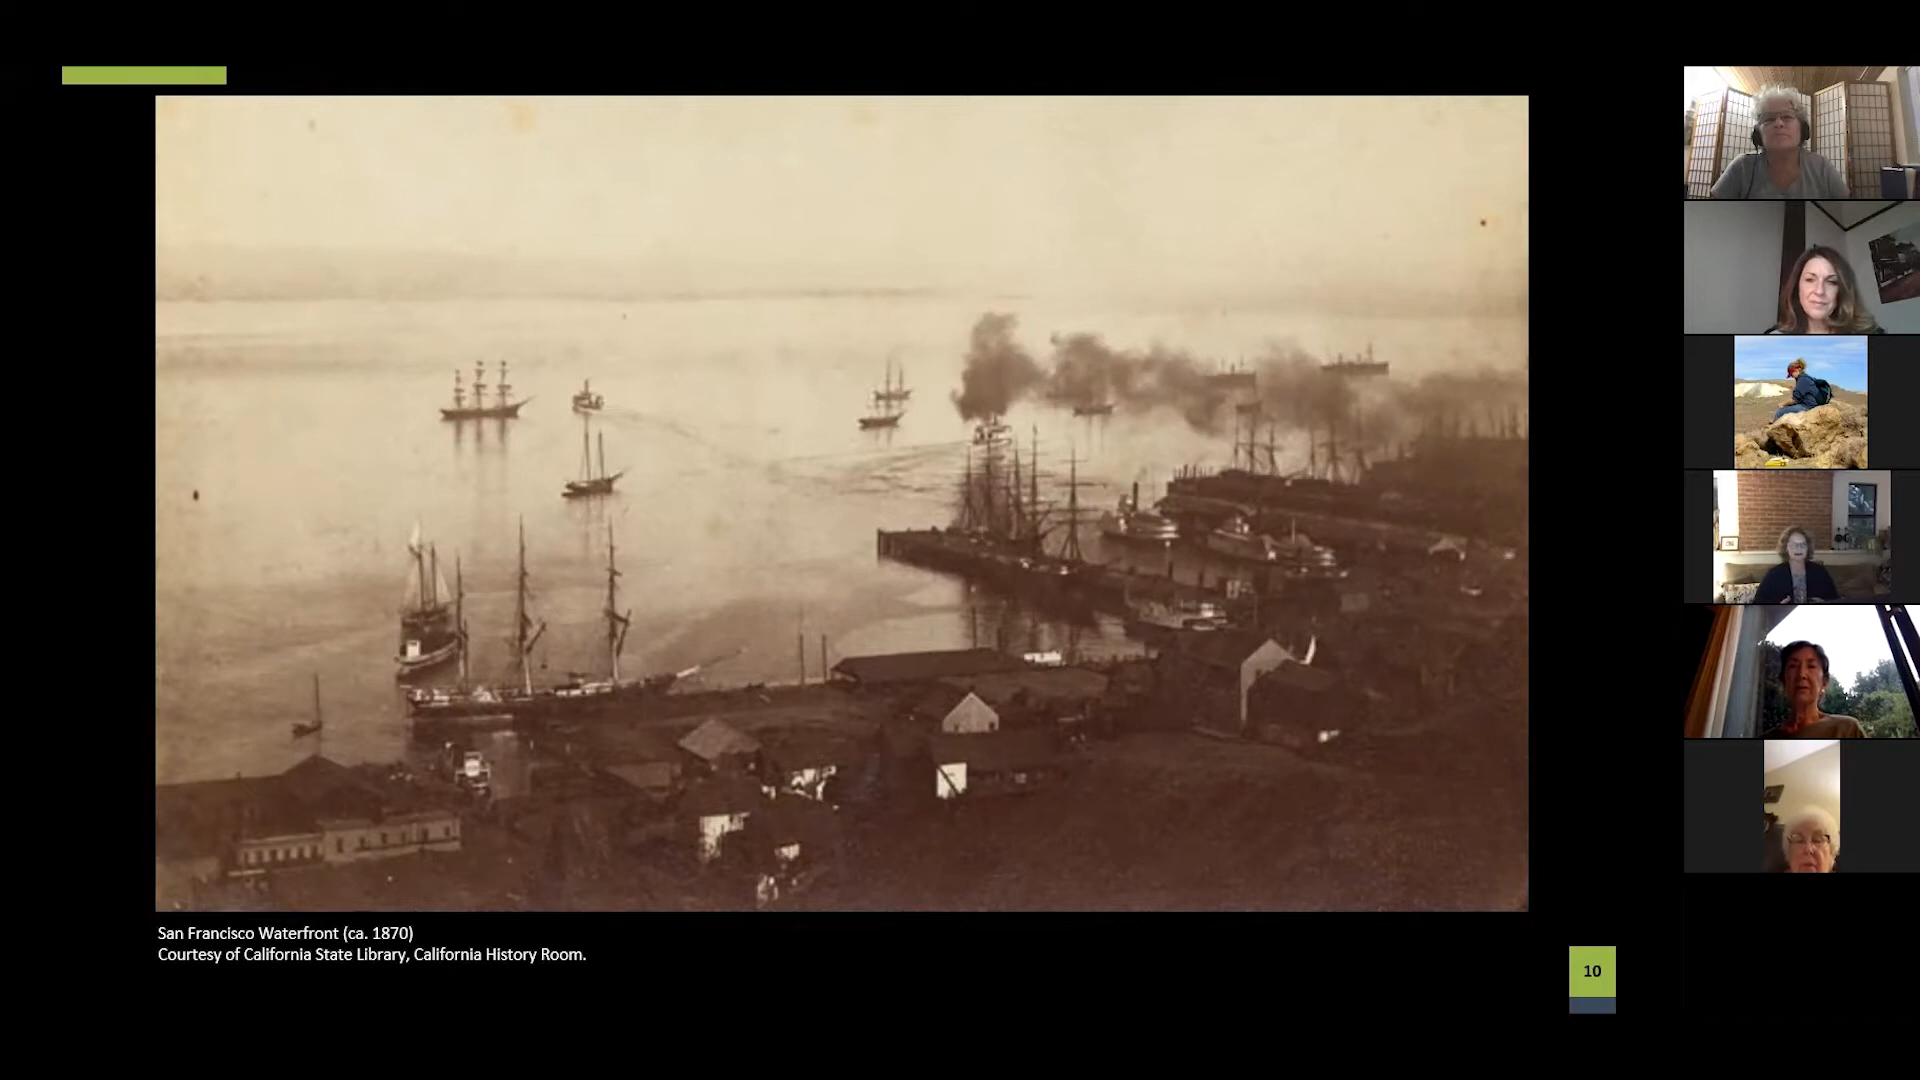 San Francisco Waterfront (ca. 1870)
Courtesy of California State Library, California History Room.
10